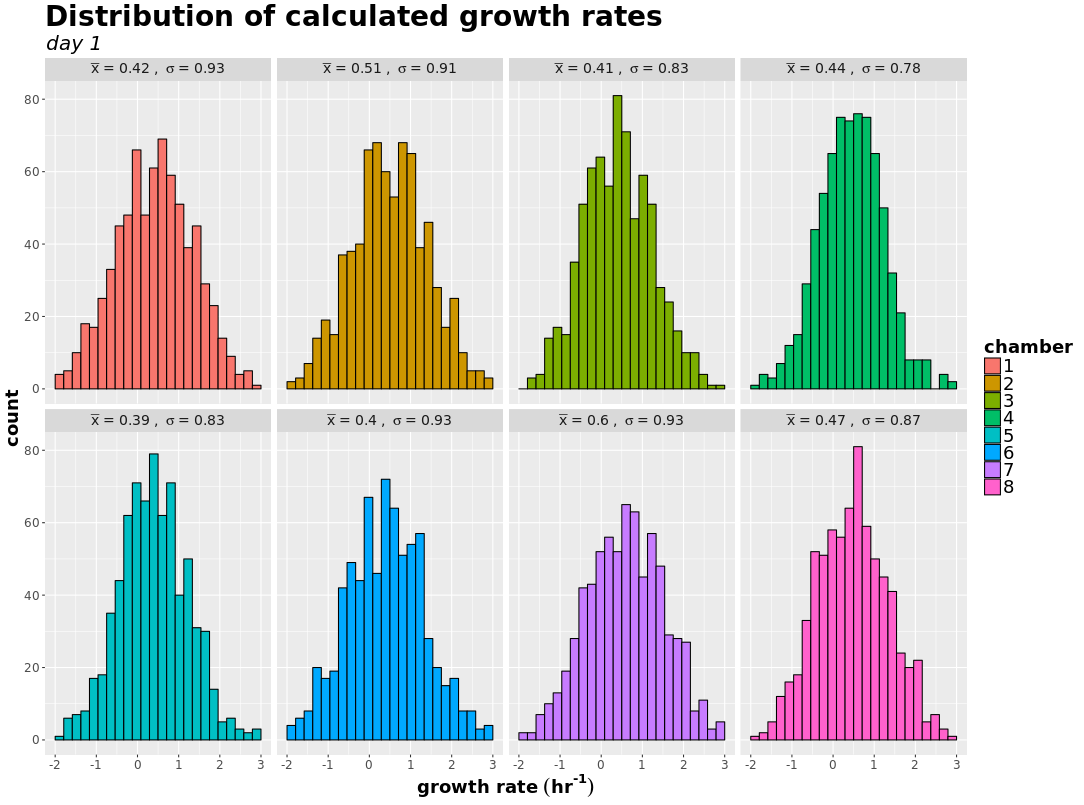 Distribution of calculated growth rates
day 1
x̅ = 0.42 , σ = 0.93
x̅ = 0.51 , σ = 0.91
x̅ = 0.41 , σ = 0.83
x̅ = 0.44 , σ = 0.78
80
60
40
20
0
x̅ = 0.39 , σ = 0.83
x̅ = 0.4 , σ = 0.93
x̅ = 0.6 , σ = 0.93
x̅ = 0.47 , σ = 0.87
80
60
40
20
0
count
-2 -1 0 1 2 3
-2 -1 0 1 2 3
-2 -1 0 1 2 3
-2 -1 0 1 2 3
growth rate (hr⁻¹)
chamber
1
2
3
4
5
6
7
8